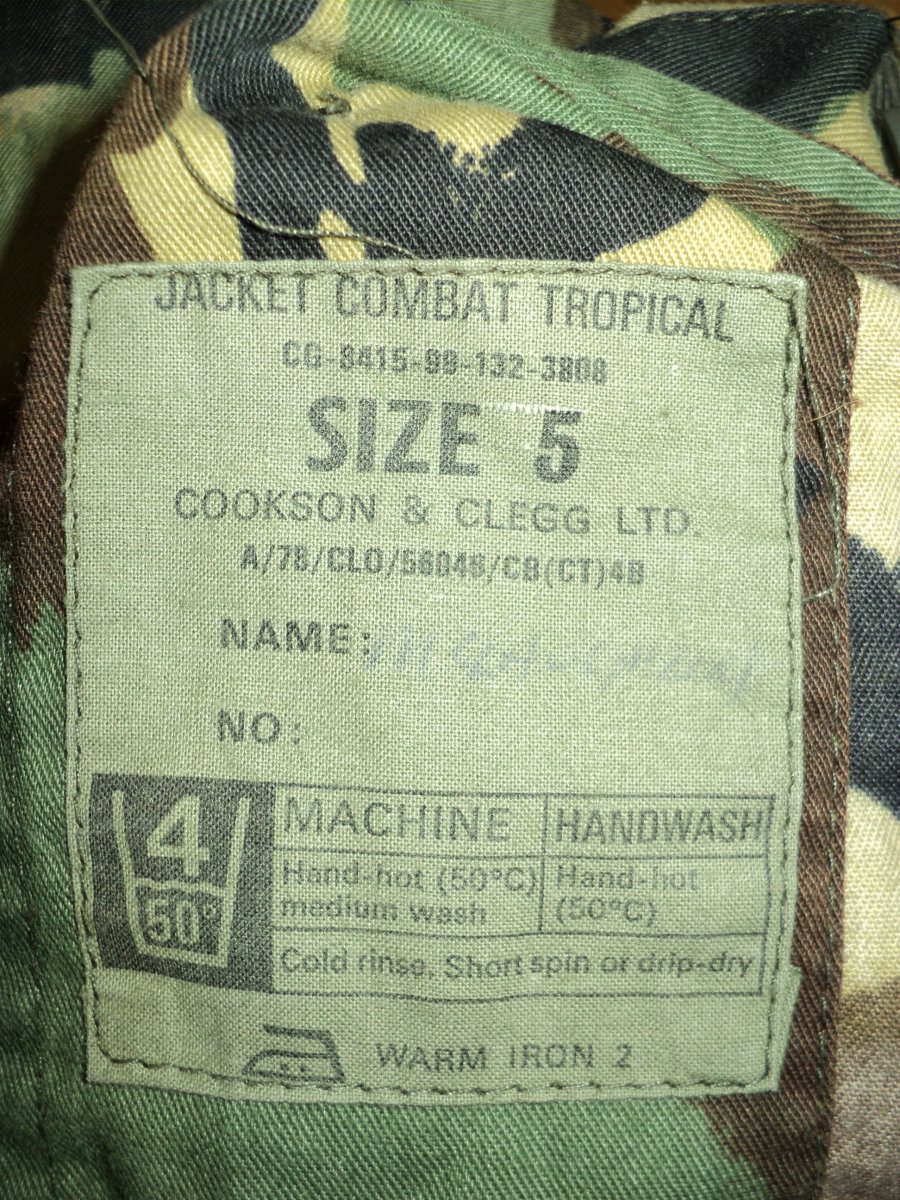 JACKET COMBAT TROPICAL
CG-8415-99-132-3808
SIZE 5
COOKSON & CLEGG LTD.
A/78/CLO/56046/CB(CT)4B
NAME:
NO:
4
50°
MACHINE HANDWASH
Hand-hot (50°C) medium wash
Hand-hot (50°C)
Cold rinse. Short spin or drip-dry
WARM IRON 2